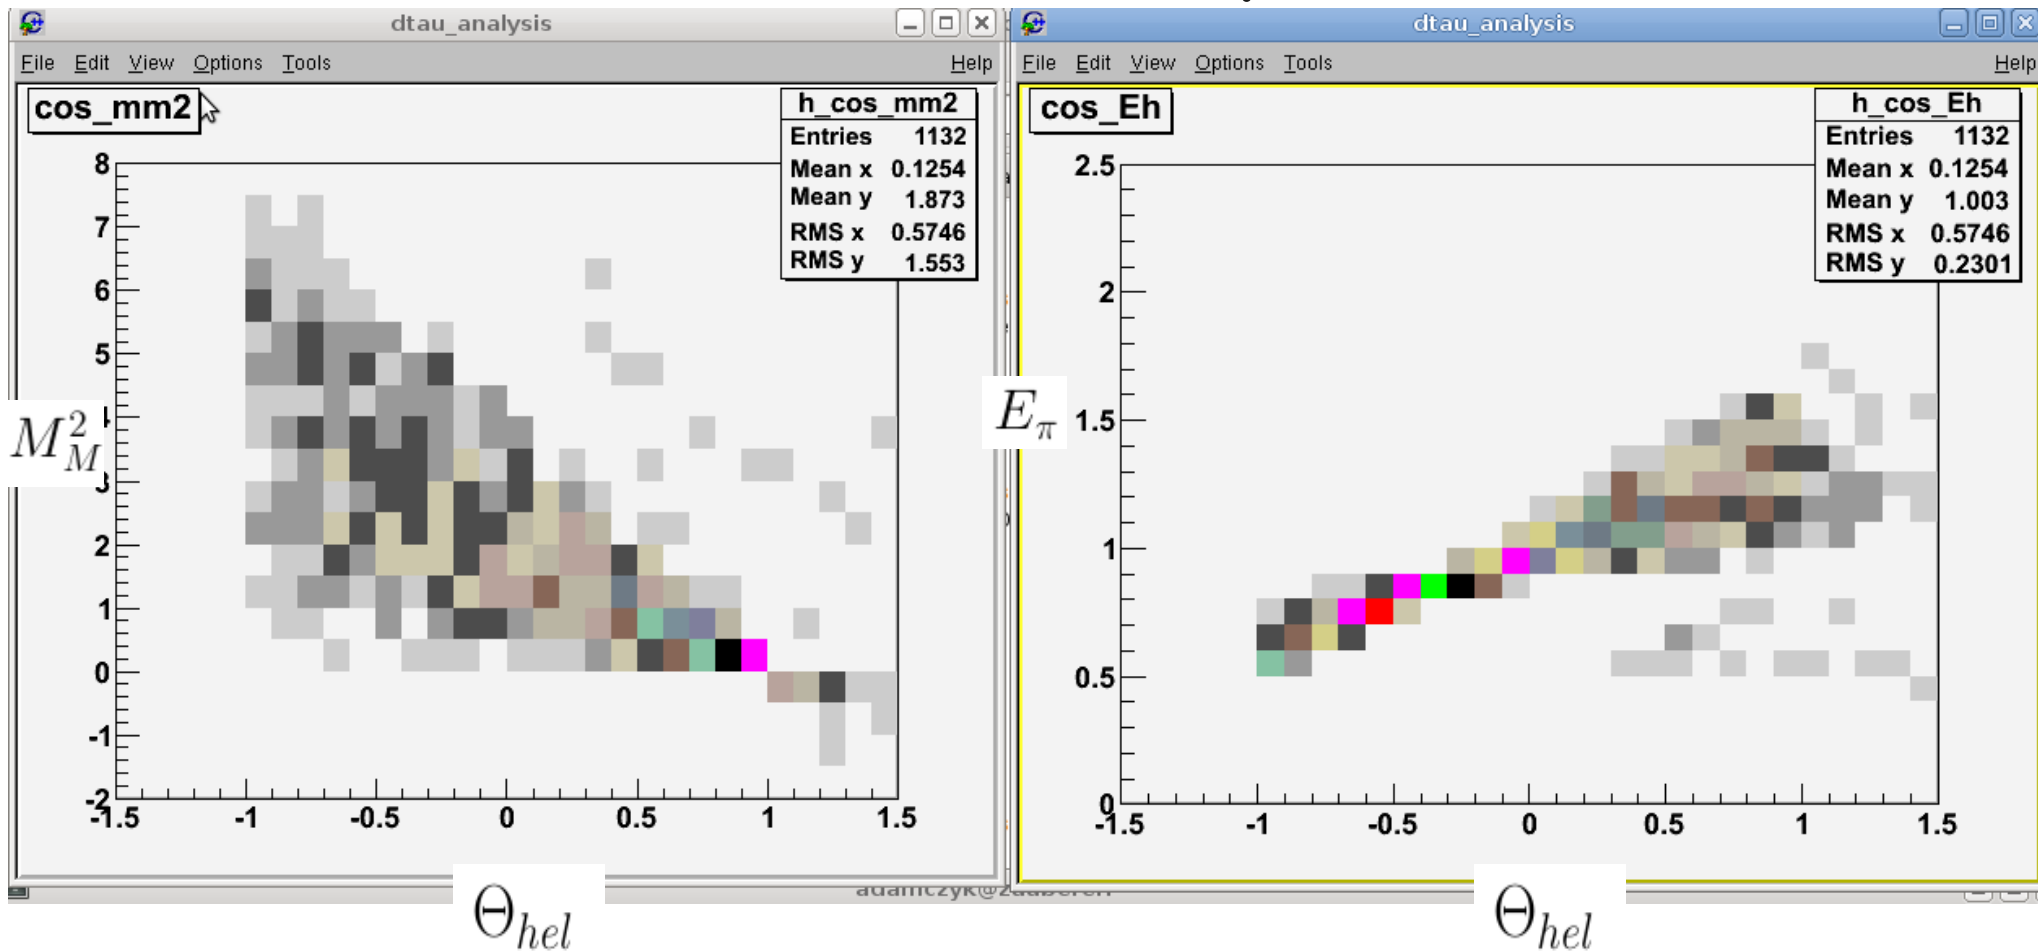 dtau_analysis
File Edit View Options Tools Help
cos_mm2
h_cos_mm2
Entries 1132
Mean x 0.1254
Mean y 1.873
RMS x 0.5746
RMS y 1.553
8
7
6
5
3
2
1
0
-1
-2
-1.5 -1 -0.5 0 0.5 1 1.5
M_M^2
Θ_hel
dtau_analysis
File Edit View Options Tools Help
cos_Eh
h_cos_Eh
Entries 1132
Mean x 0.1254
Mean y 1.003
RMS x 0.5746
RMS y 0.2301
2.5
2
1.5
1
0.5
0
-1.5 -1 -0.5 0 0.5 1 1.5
E_π
Θ_hel